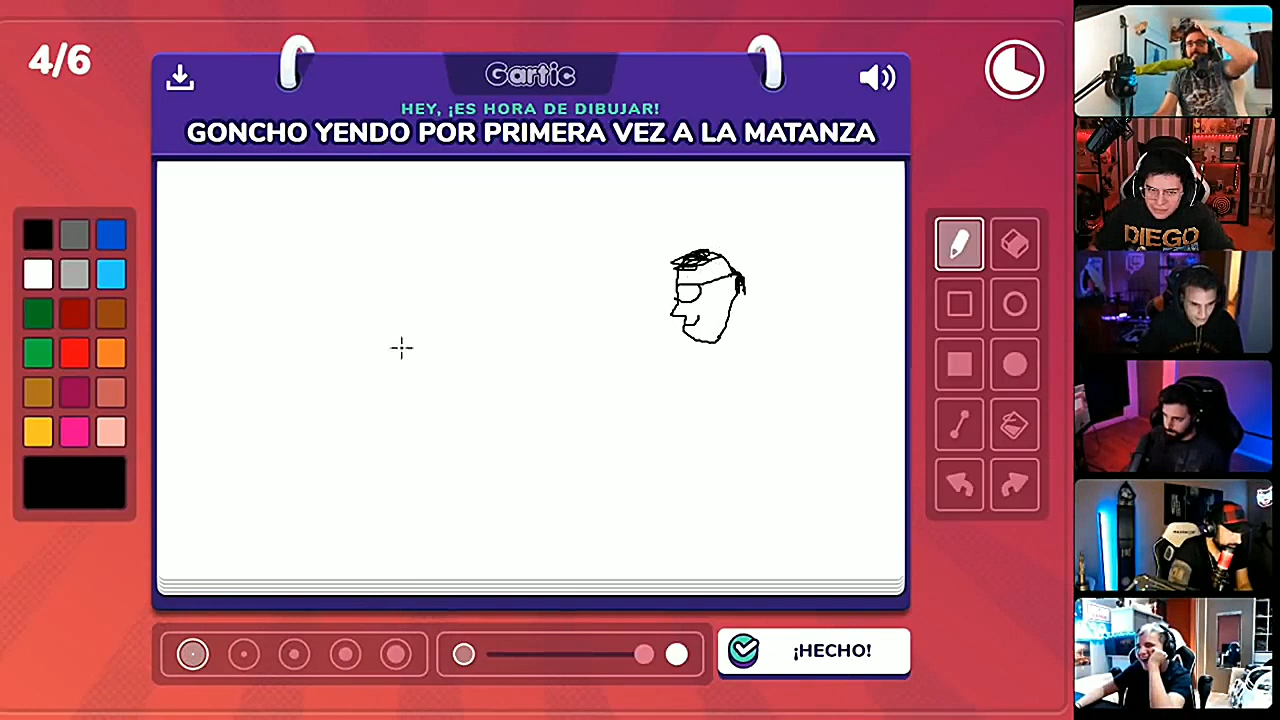 4/6
Gartic
HEY, ¡ES HORA DE DIBUJAR!
GONCHO YENDO POR PRIMERA VEZ A LA MATANZA
¡HECHO!
DIEGO